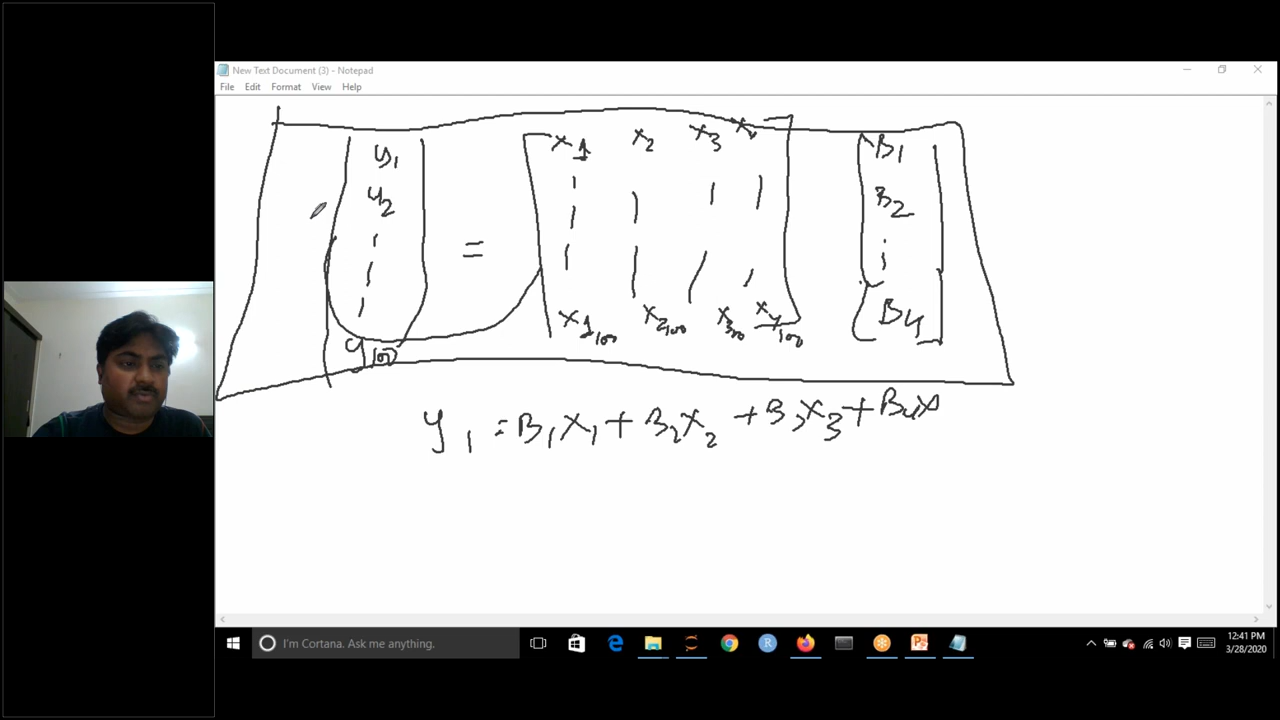 New Text Document (3) - Notepad
File Edit Format View Help
y1 x1 x2 x3 x4 B1
y2 B2
=
y100 x1100 x2100 x3100 x4100 B4
y1 = B1x1 + B2x2 + B3x3 + B4x
I'm Cortana. Ask me anything.
12:41 PM
3/28/2020